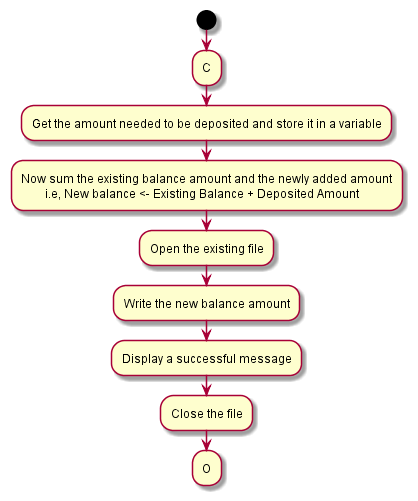 C
Get the amount needed to be deposited and store it in a variable
Now sum the existing balance amount and the newly added amount
i.e, New balance <- Existing Balance + Deposited Amount
Open the existing file
Write the new balance amount
Display a successful message
Close the file
O